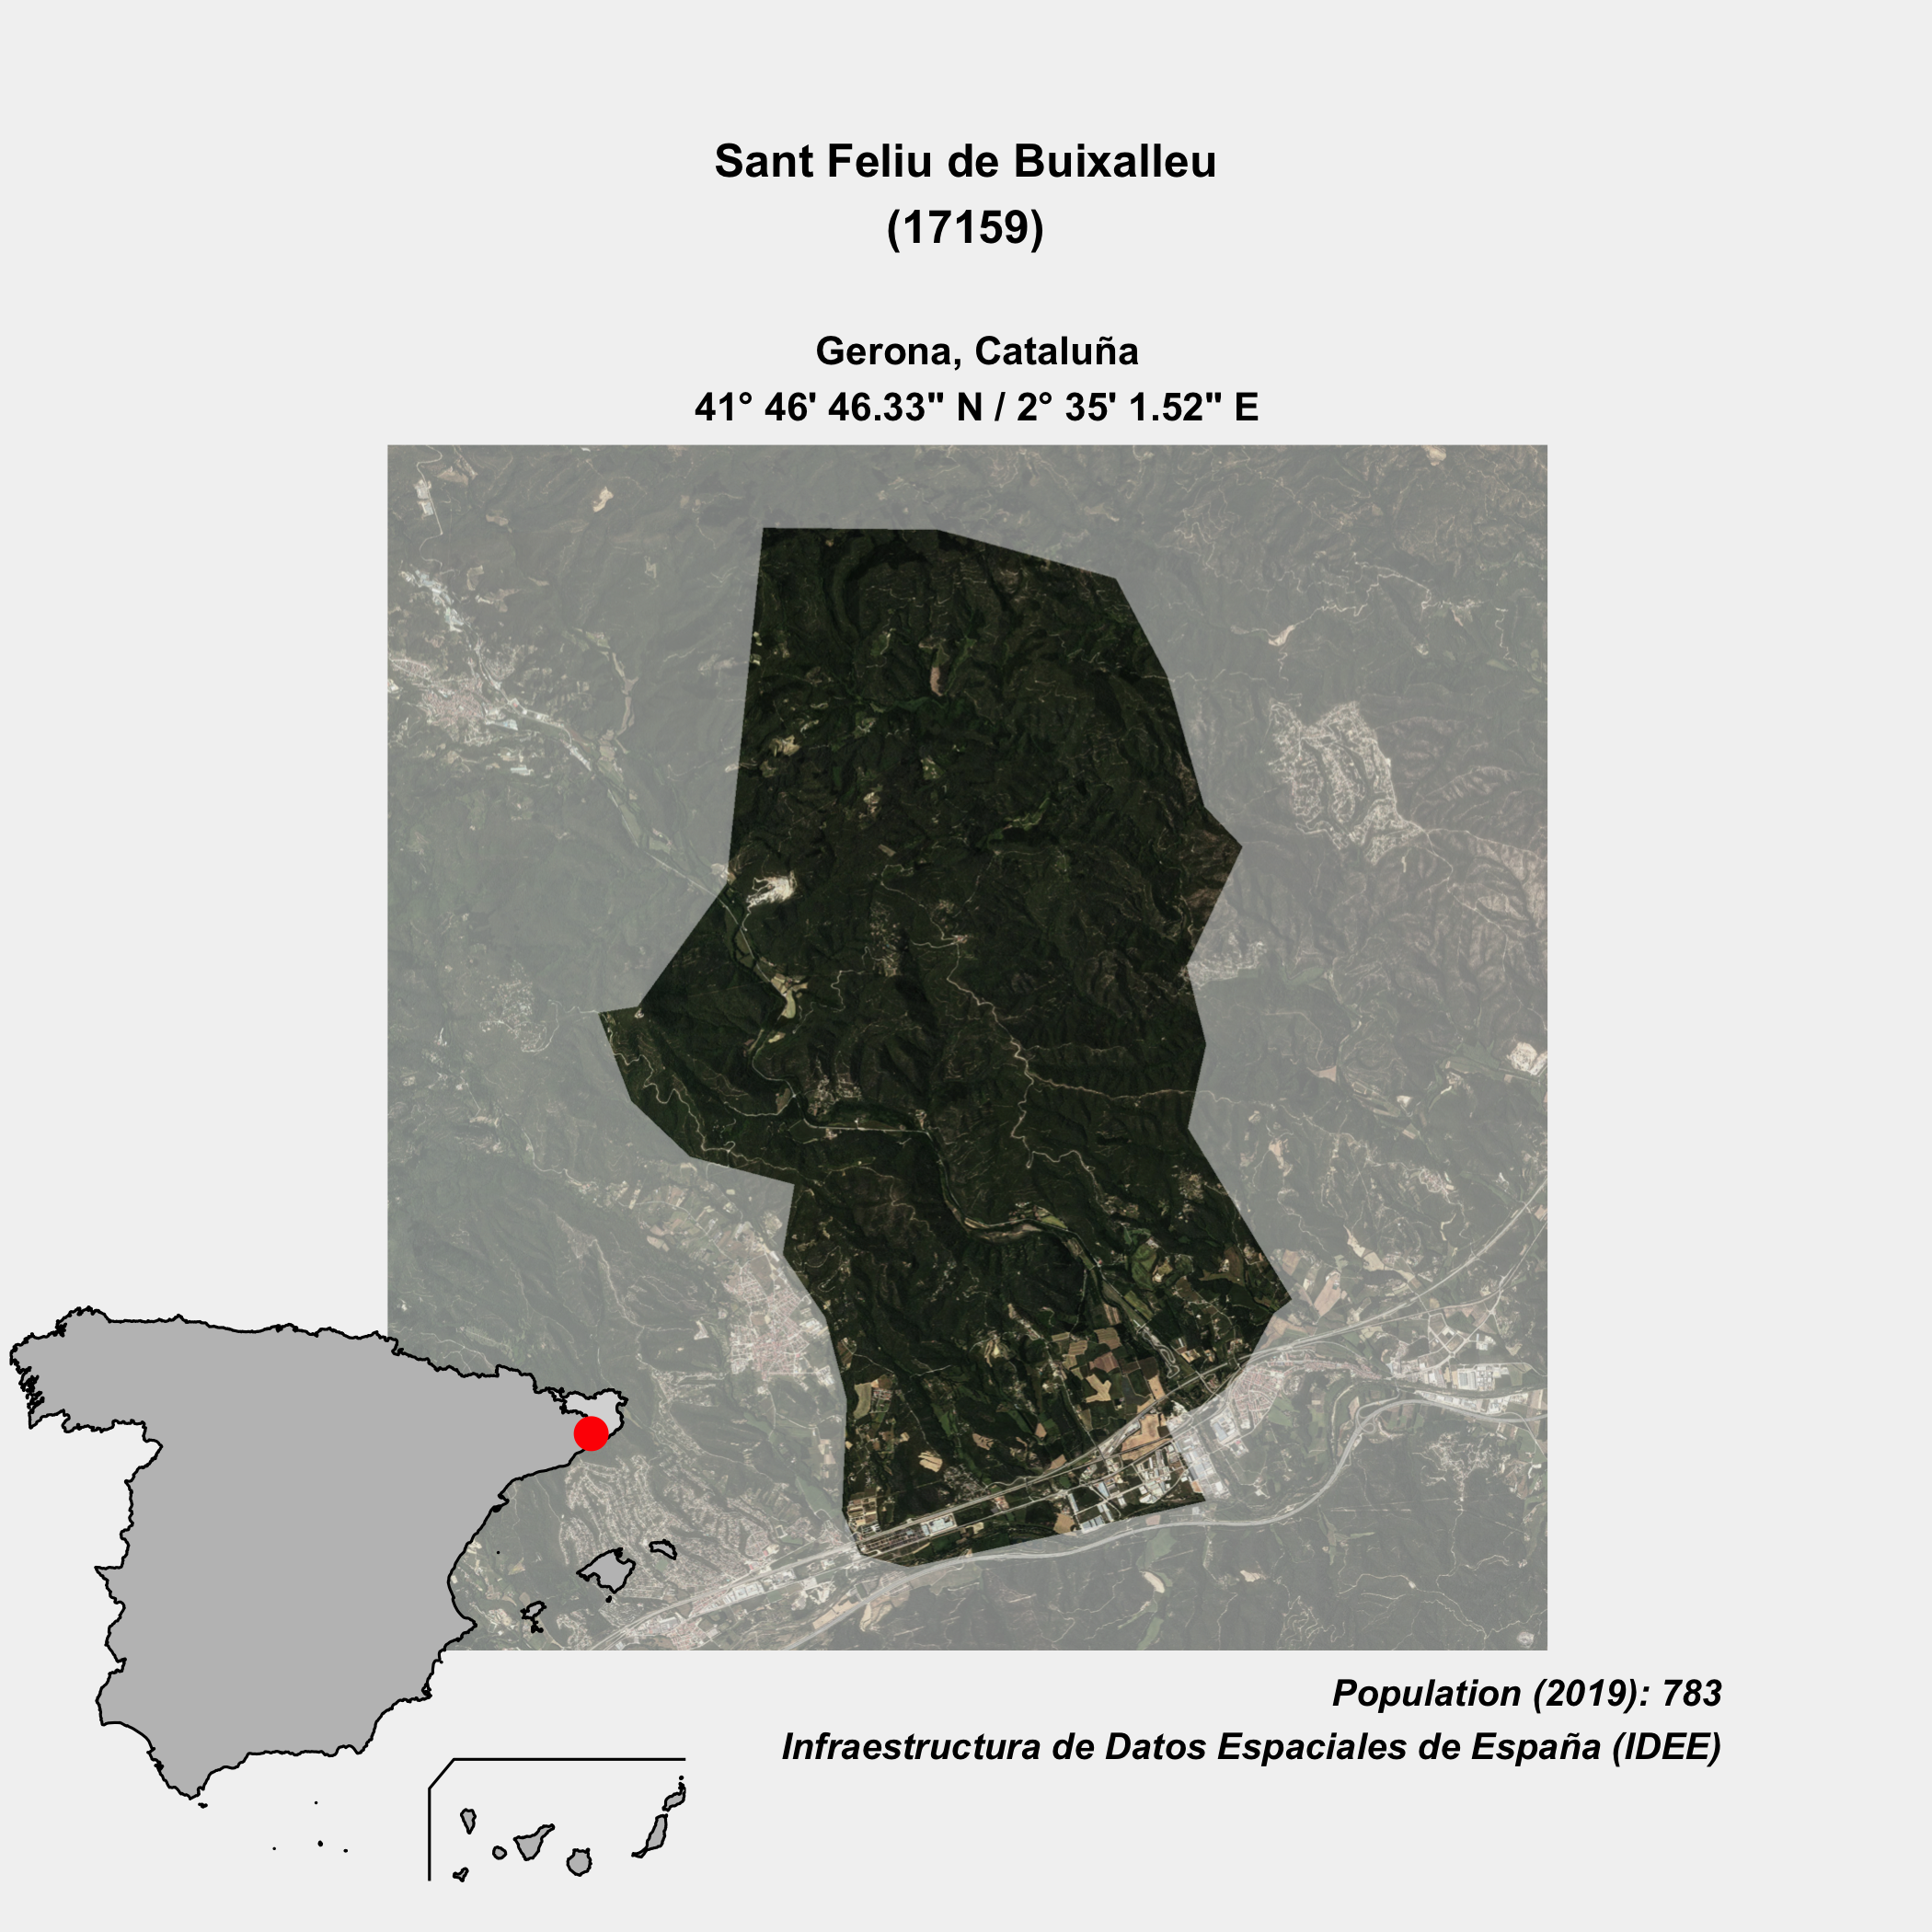 Sant Feliu de Buixalleu
(17159)
Gerona, Cataluña
41° 46' 46.33" N / 2° 35' 1.52" E
Population (2019): 783
Infraestructura de Datos Espaciales de España (IDEE)